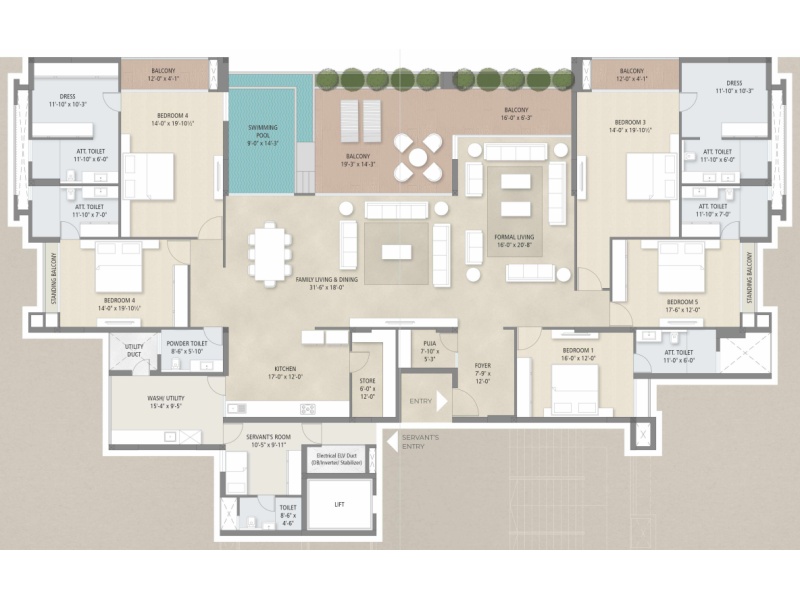 BALCONY
12'-0" x 4'-1"
DRESS
11'-10" x 10'-3"
BEDROOM 4
14'-0" x 19'-10½"
ATT. TOILET
11'-10" x 6'-0"
ATT. TOILET
11'-10" x 7'-0"
STANDING BALCONY
BEDROOM 4
14'-0" x 19'-10½"
SWIMMING
POOL
9'-0" x 14'-3"
BALCONY
19'-3" x 14'-3"
BALCONY
16'-0" x 6'-3"
FORMAL LIVING
16'-0" x 20'-8"
FAMILY LIVING & DINING
31'-6" x 18'-0"
BALCONY
12'-0" x 4'-1"
DRESS
11'-10" x 10'-3"
BEDROOM 3
14'-0" x 19'-10½"
ATT. TOILET
11'-10" x 6'-0"
ATT. TOILET
11'-10" x 7'-0"
STANDING BALCONY
BEDROOM 5
17'-6" x 12'-0"
UTILITY
DUCT
POWDER TOILET
8'-6" x 5'-10"
KITCHEN
17'-0" x 12'-0"
STORE
6'-0" x
12'-0"
PUJA
7'-10" x
5'-3"
FOYER
7'-9" x
12'-0"
BEDROOM 1
16'-0" x 12'-0"
ATT. TOILET
11'-0" x 6'-0"
WASH/ UTILITY
15'-4" x 9'-5"
ENTRY
SERVANT'S
ENTRY
SERVANT'S ROOM
10'-5" x 9'-11"
Electrical ELV Duct
(DB/Inverter/ Stabilizer)
TOILET
8'-6" x
4'-6"
LIFT